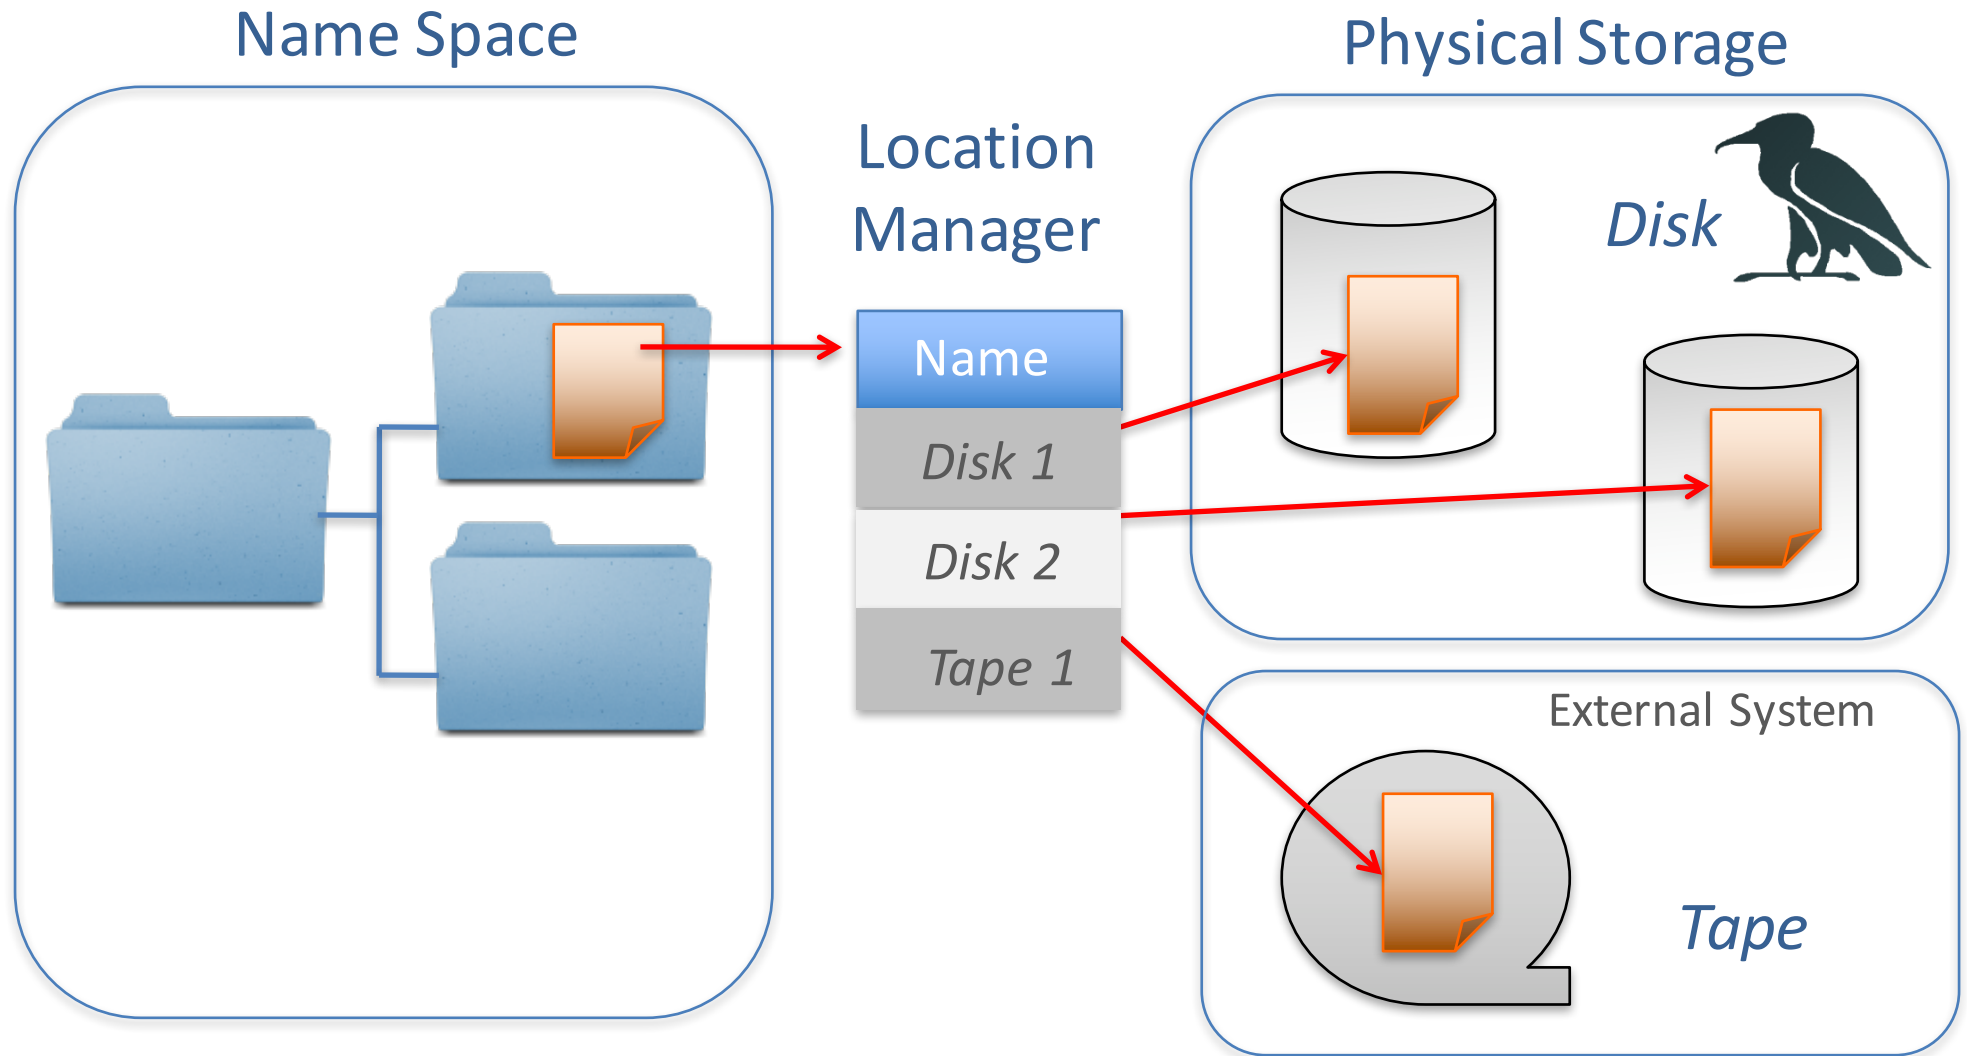 Name Space
Location
Manager
Name
Disk 1
Disk 2
Tape 1
Physical Storage
Disk
External System
Tape